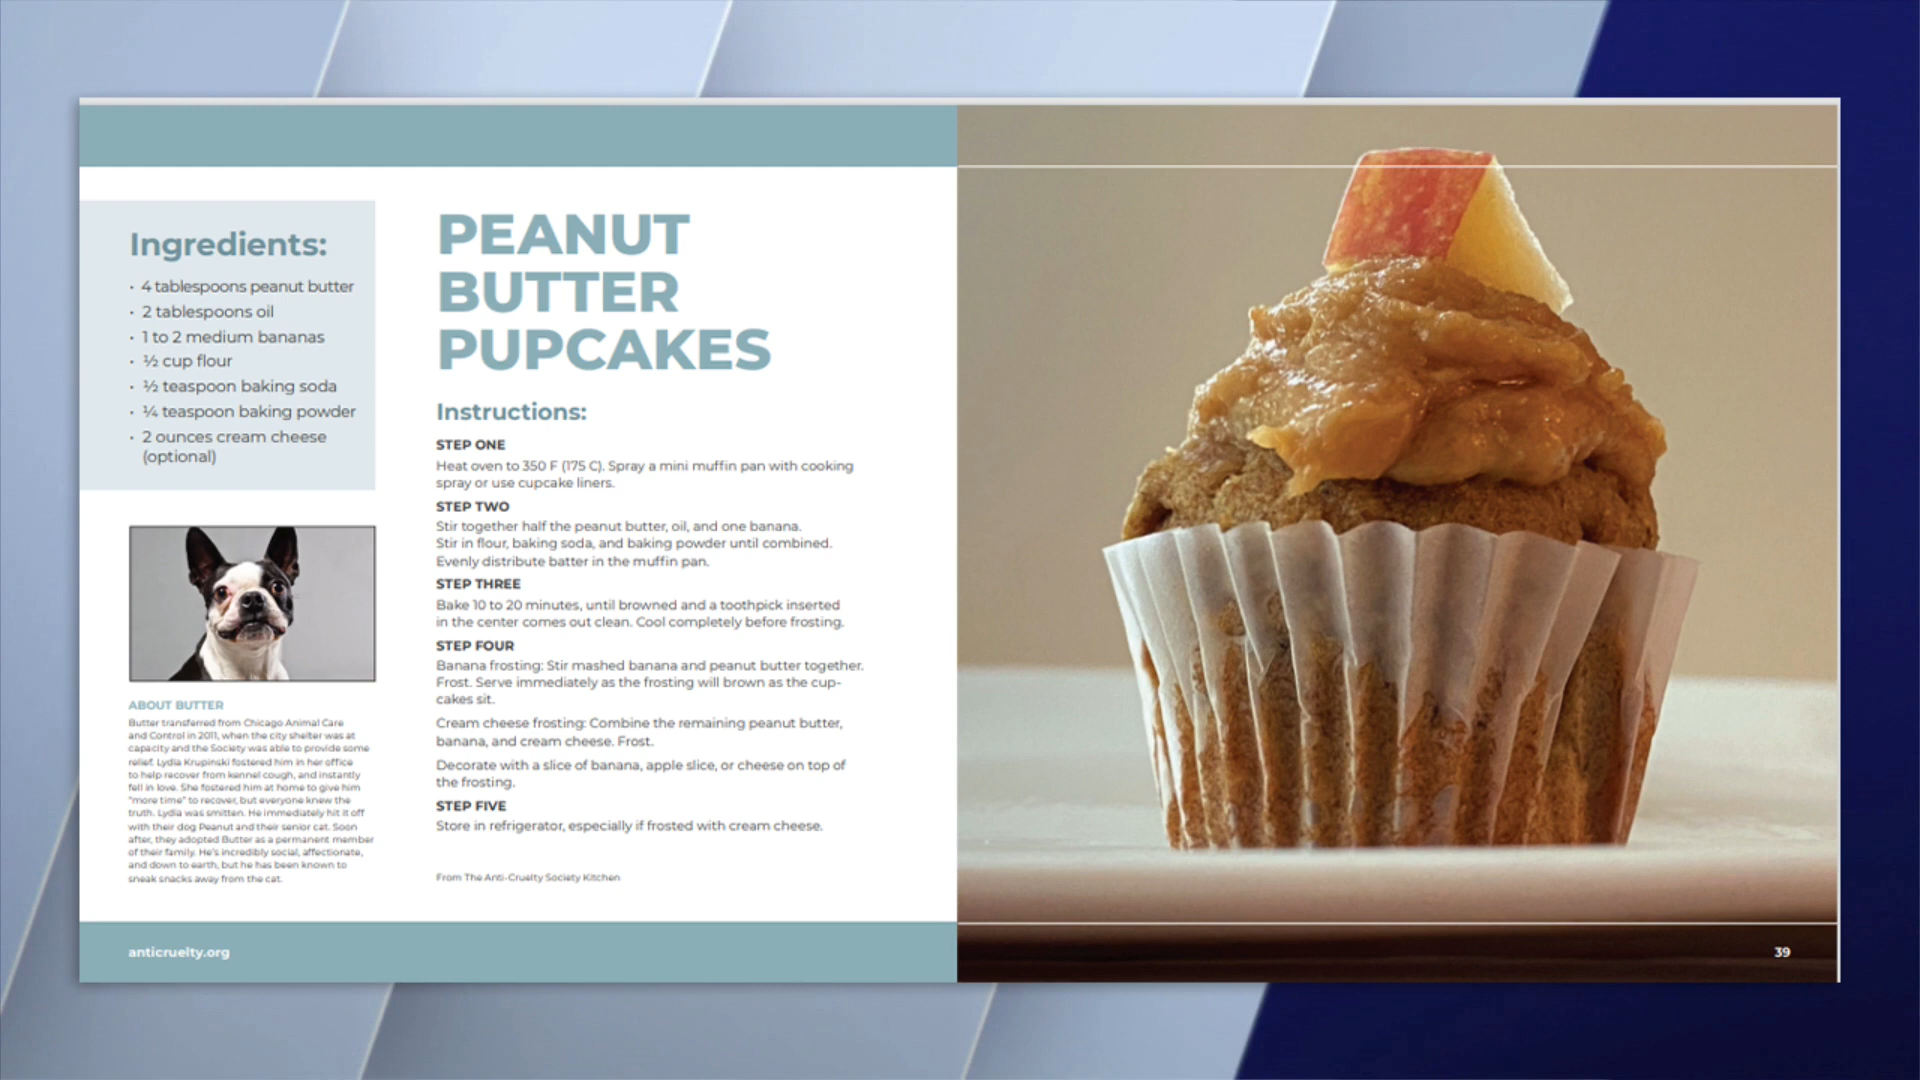 Ingredients:
• 4 tablespoons peanut butter
• 2 tablespoons oil
• 1 to 2 medium bananas
• ½ cup flour
• ½ teaspoon baking soda
• ¼ teaspoon baking powder
• 2 ounces cream cheese
(optional)
ABOUT BUTTER
Butter transferred from Chicago Animal Care
and Control in 2011, when the city shelter was at
capacity and the Society was able to provide some
relief. Lydia Krupinski fostered him in her office
to help recover from kennel cough, and instantly
fell in love. She fostered him at home to give him
"more time" to recover, but everyone knew the
truth. Lydia was smitten. He immediately hit it off
with their dog Peanut and their senior cat. Soon
after, they adopted Butter as a permanent member
of their family. He's incredibly social, affectionate,
and down to earth, but he has been known to
sneak snacks away from the cat.
PEANUT
BUTTER
PUPCAKES
Instructions:
STEP ONE
Heat oven to 350 F (175 C). Spray a mini muffin pan with cooking
spray or use cupcake liners.
STEP TWO
Stir together half the peanut butter, oil, and one banana.
Stir in flour, baking soda, and baking powder until combined.
Evenly distribute batter in the muffin pan.
STEP THREE
Bake 10 to 20 minutes, until browned and a toothpick inserted
in the center comes out clean. Cool completely before frosting.
STEP FOUR
Banana frosting: Stir mashed banana and peanut butter together.
Frost. Serve immediately as the frosting will brown as the cup-
cakes sit.
Cream cheese frosting: Combine the remaining peanut butter,
banana, and cream cheese. Frost.
Decorate with a slice of banana, apple slice, or cheese on top of
the frosting.
STEP FIVE
Store in refrigerator, especially if frosted with cream cheese.
From The Anti-Cruelty Society Kitchen
anticruelty.org
39